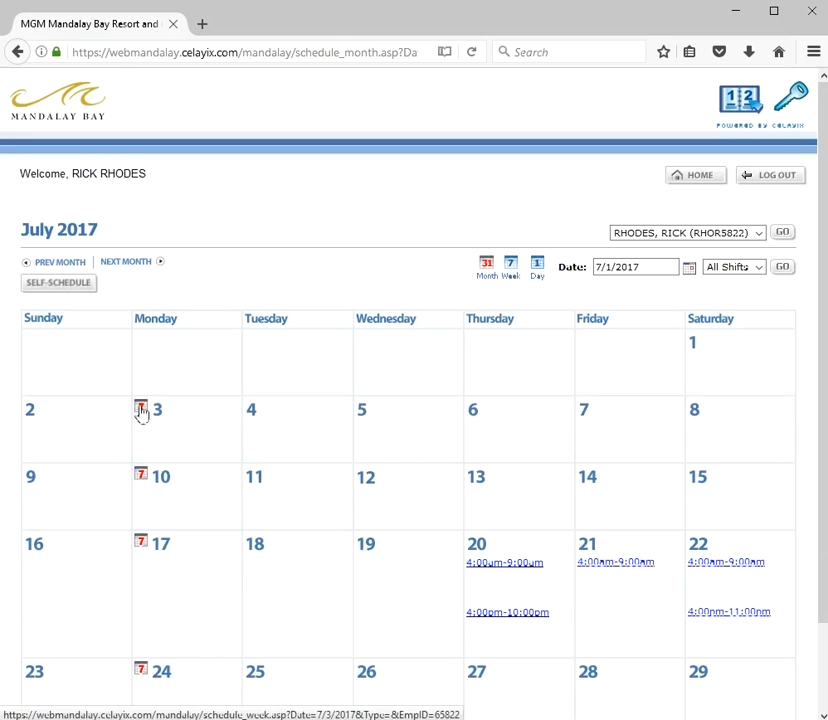 MGM Mandalay Bay Resort and
https://webmandalay.celayix.com/mandalay/schedule_month.asp?Da
Search
MANDALAY BAY
1 2
POWERED BY CELAYIX
Welcome, RICK RHODES
HOME
LOG OUT
July 2017
RHODES, RICK (RHOR5822)
GO
PREV MONTH
NEXT MONTH
31
7
1
Month
Week
Day
Date:
7/1/2017
All Shifts
GO
SELF-SCHEDULE
Sunday
Monday
Tuesday
Wednesday
Thursday
Friday
Saturday
1
2
7
3
4
5
6
7
8
9
7
10
11
12
13
14
15
16
7
17
18
19
20
21
22
4:00am-9:00am
4:00am-9:00am
4:00am-9:00am
4:00pm-10:00pm
4:00pm-11:00pm
23
7
24
25
26
27
28
29
https://webmandalay.celayix.com/mandalay/schedule_week.asp?Date=7/3/2017&Type=&EmpID=65822